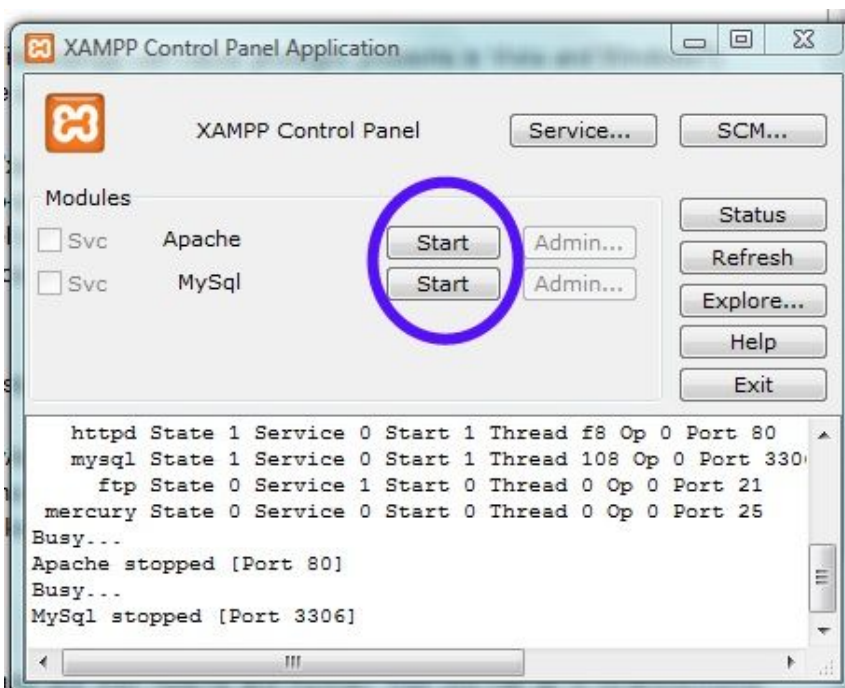 XAMPP Control Panel Application
XAMPP Control Panel Service... SCM...
Modules
Svc Apache Start Admin...
Svc MySql Start Admin...
Status
Refresh
Explore...
Help
Exit
httpd State 1 Service 0 Start 1 Thread f8 Op 0 Port 80
mysql State 1 Service 0 Start 1 Thread 108 Op 0 Port 330
ftp State 0 Service 1 Start 0 Thread 0 Op 0 Port 21
mercury State 0 Service 0 Start 0 Thread 0 Op 0 Port 25
Busy...
Apache stopped [Port 80]
Busy...
MySql stopped [Port 3306]